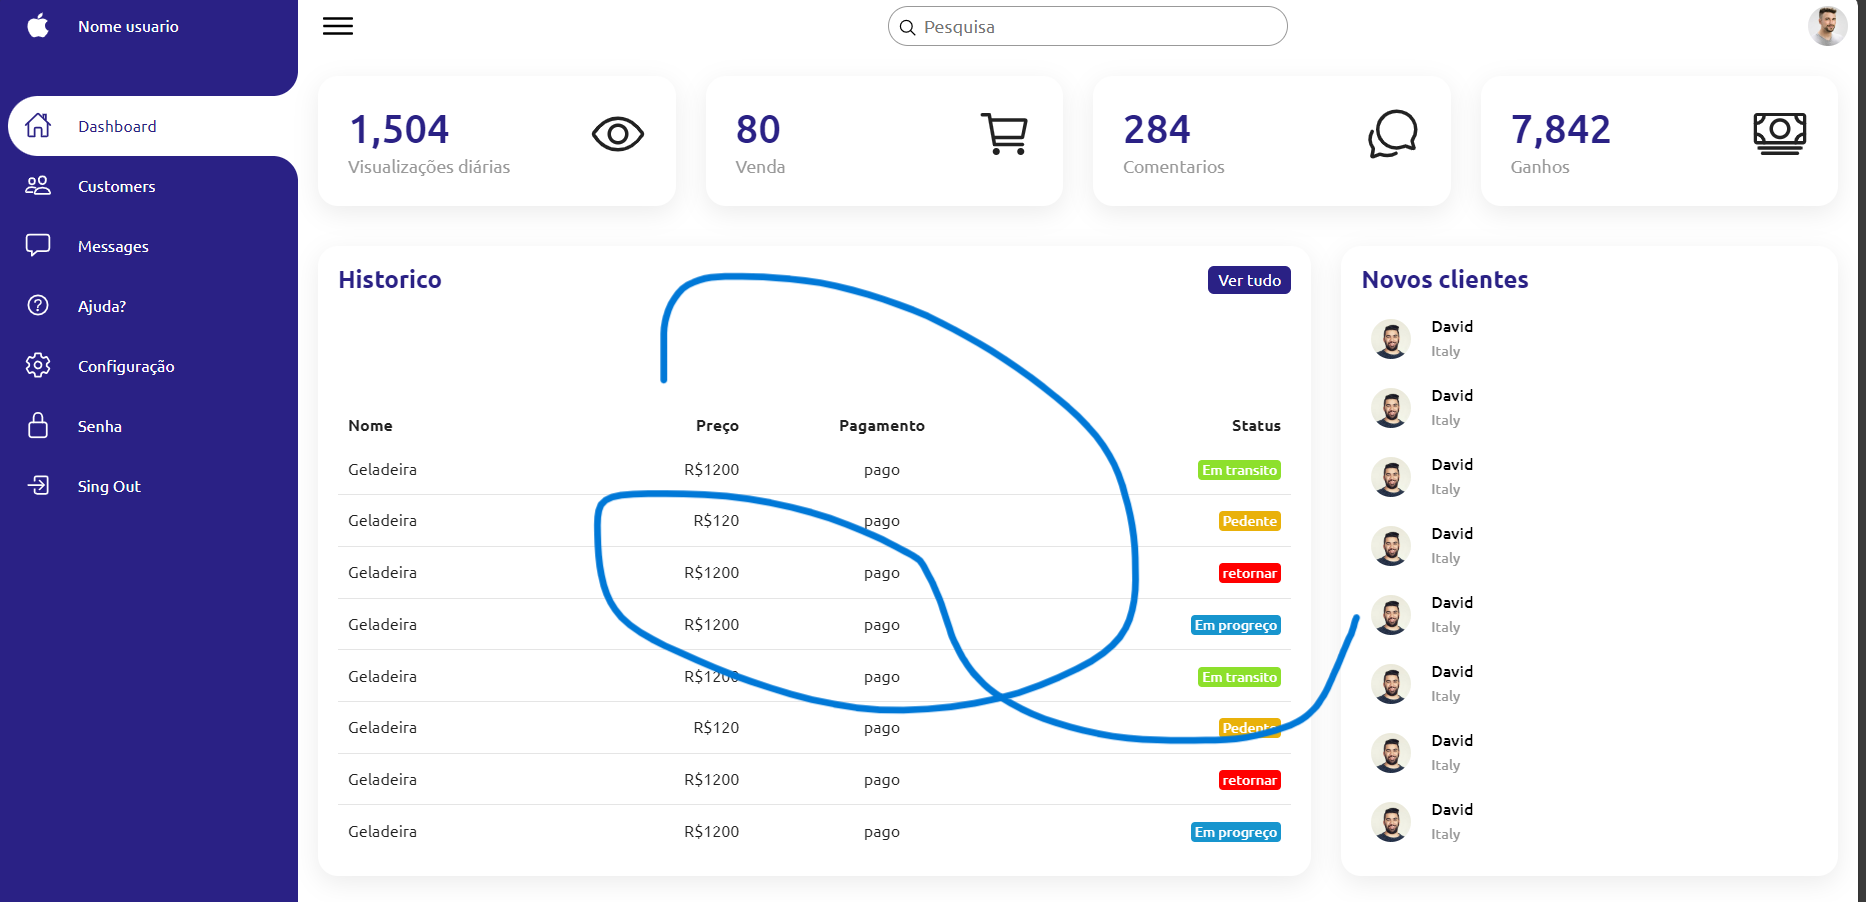 Nome usuario
Pesquisa
Dashboard
Customers
Messages
Ajuda?
Configuração
Senha
Sing Out
1,504
Visualizações diárias
80
Venda
284
Comentarios
7,842
Ganhos
Historico
Ver tudo
Nome Preço Pagamento Status
Geladeira R$1200 pago Em transito
Geladeira R$120 pago Pedente
Geladeira R$1200 pago retornar
Geladeira R$1200 pago Em progreço
Geladeira R$1200 pago Em transito
Geladeira R$120 pago Pedente
Geladeira R$1200 pago retornar
Geladeira R$1200 pago Em progreço
Novos clientes
David
Italy
David
Italy
David
Italy
David
Italy
David
Italy
David
Italy
David
Italy
David
Italy